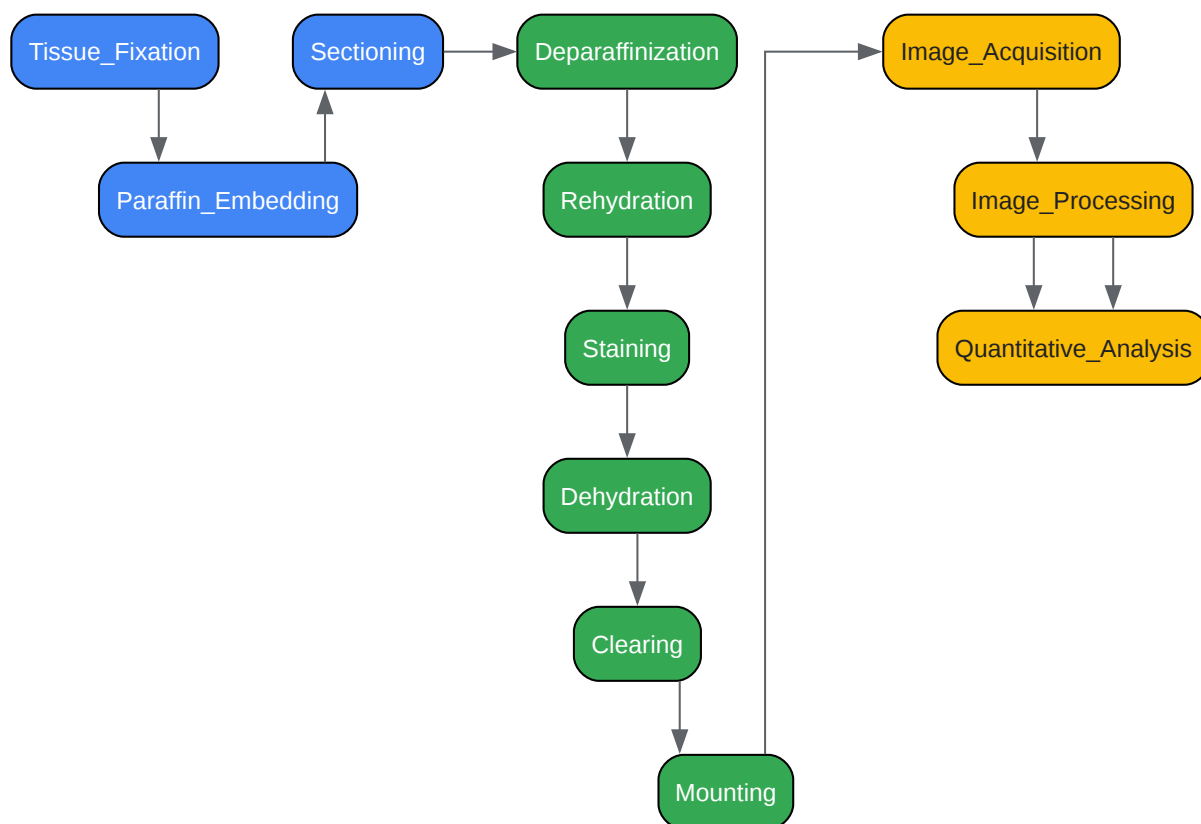 Tissue_Fixation
Paraffin_Embedding
Sectioning
Deparaffinization
Rehydration
Staining
Dehydration
Clearing
Mounting
Image_Acquisition
Image_Processing
Quantitative_Analysis